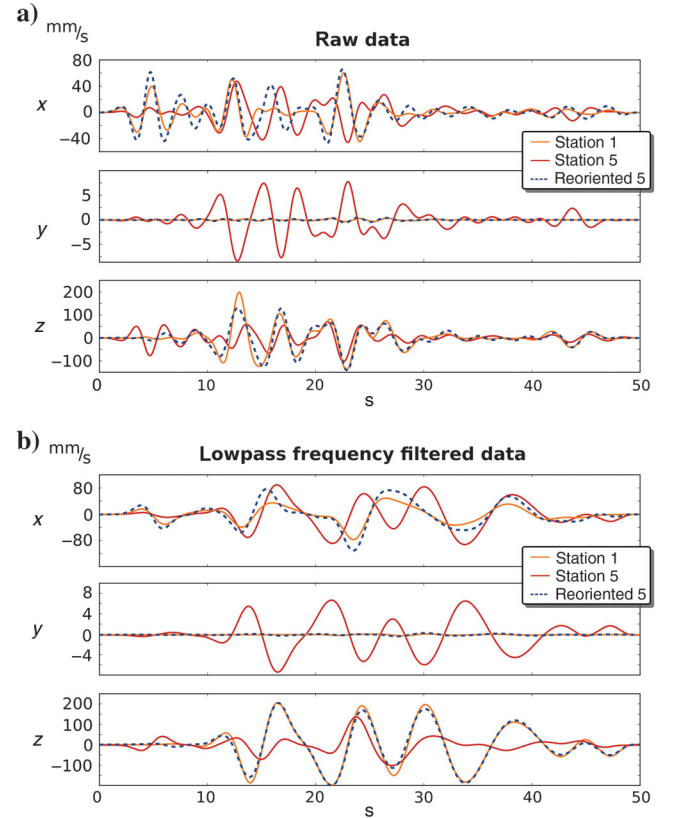 a)
mm/s
Raw data
80
40
0
−40
x
Station 1
Station 5
Reoriented 5
5
0
−5
y
200
100
0
−100
z
0 10 20 30 40 50
s
b)
mm/s
Lowpass frequency filtered data
80
0
−80
x
Station 1
Station 5
Reoriented 5
8
4
0
−4
y
200
100
0
−100
z
0 10 20 30 40 50
s